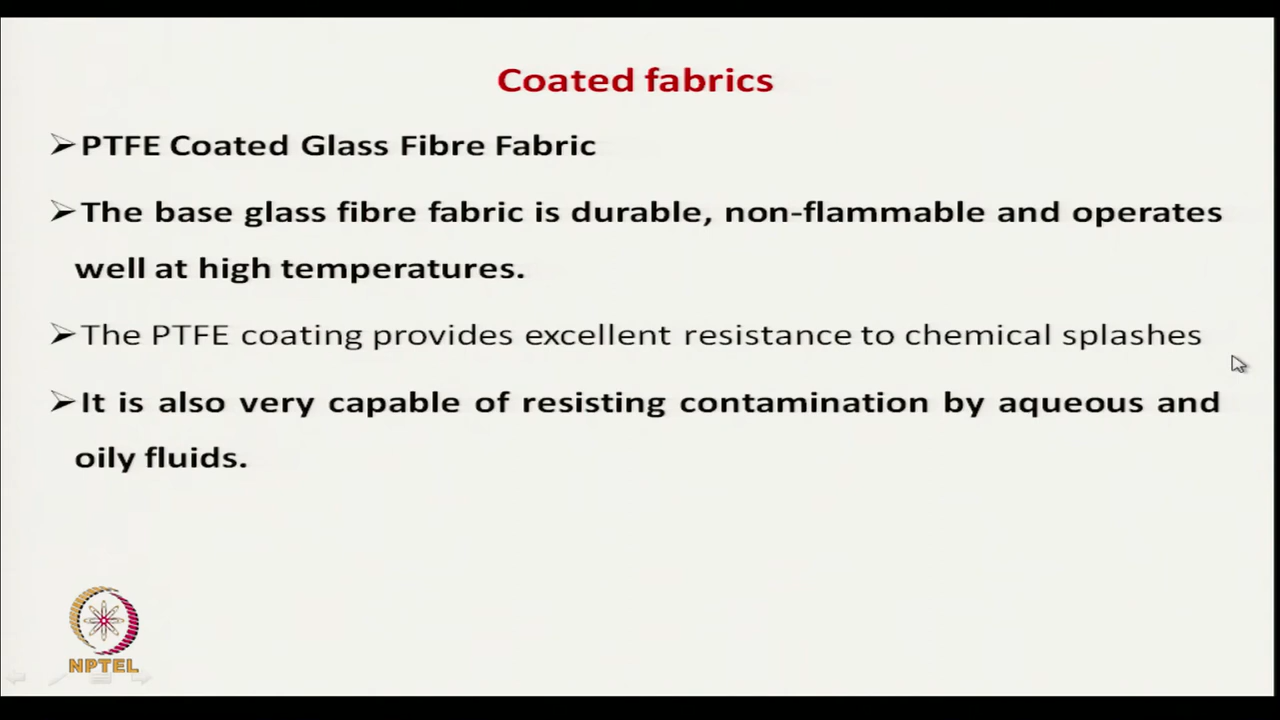 Coated fabrics
➢PTFE Coated Glass Fibre Fabric
➢The base glass fibre fabric is durable, non-flammable and operates
well at high temperatures.
➢The PTFE coating provides excellent resistance to chemical splashes
➢It is also very capable of resisting contamination by aqueous and
oily fluids.
NPTEL